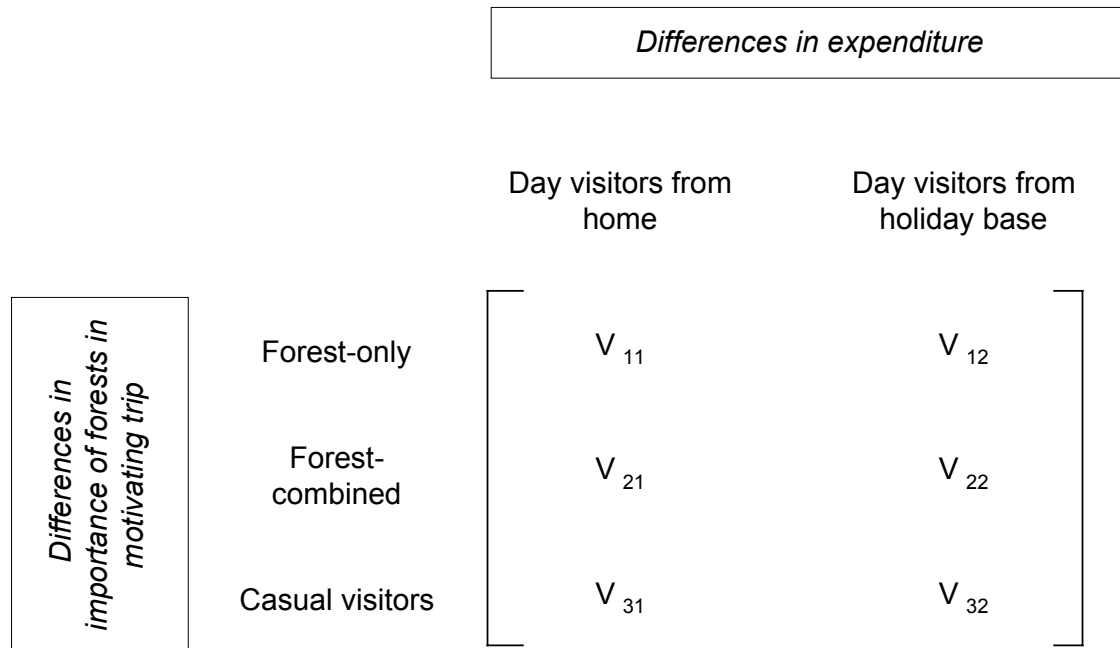 Differences in expenditure
Day visitors from
home
Day visitors from
holiday base
Differences in
importance of forests in
motivating trip
Forest-only
V 11
V 12
Forest-
combined
V 21
V 22
Casual visitors
V 31
V 32